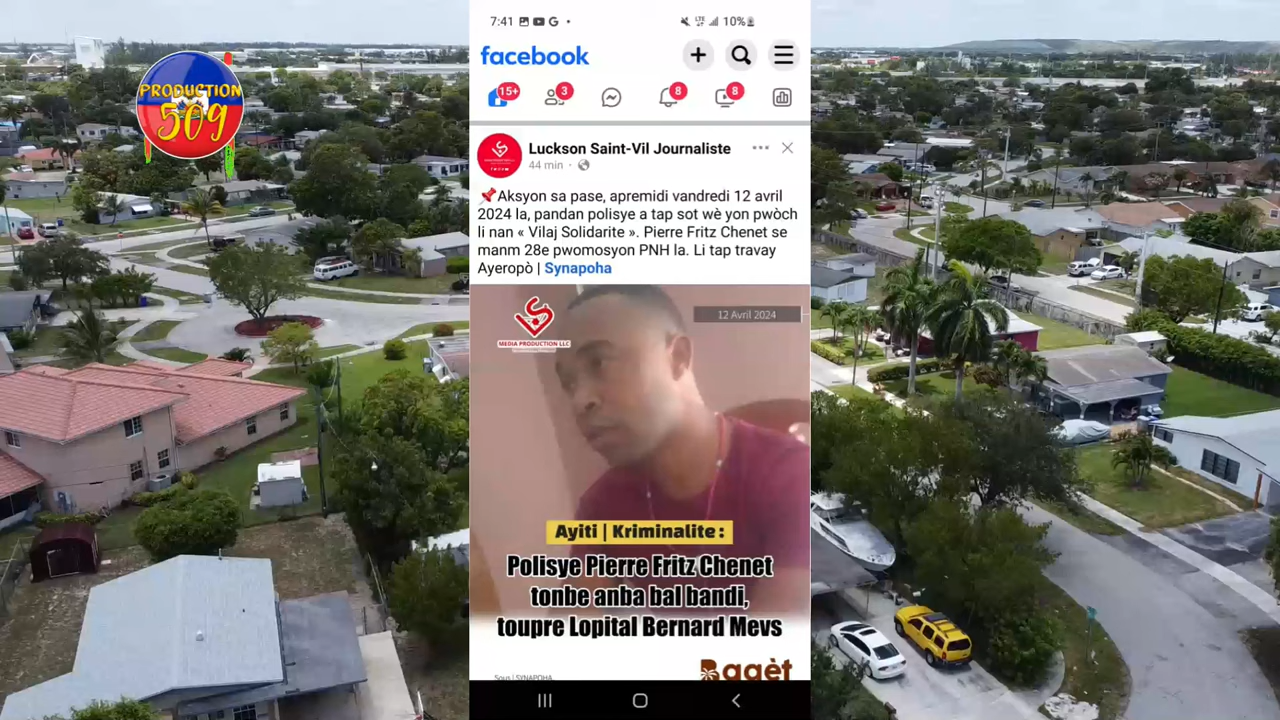 PRODUCTION
509
7:41
10%
facebook
15+
3
8
8
Luckson Saint-Vil Journaliste
44 min
Aksyon sa pase, apremidi vandredi 12 avril
2024 la, pandan polisye a tap sot wè yon pwòch
li nan « Vilaj Solidarite ». Pierre Fritz Chenet se
manm 28e pwomosyon PNH la. Li tap travay
Ayeropò | Synapoha
12 Avril 2024
MEDIA PRODUCTION LLC
Ayiti | Kriminalite :
Polisye Pierre Fritz Chenet
tonbe anba bal bandi,
toupre Lopital Bernard Mevs
Sous | SYNAPOHA
Bagèt